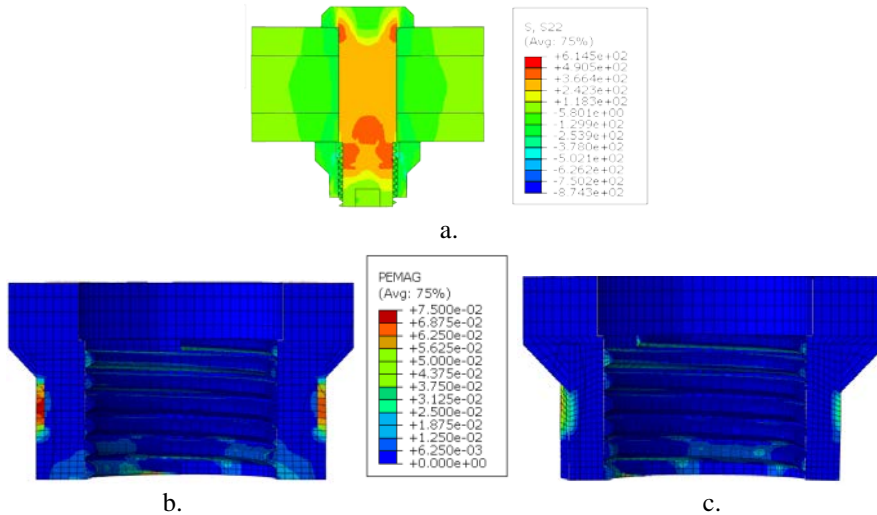 S, S22
(Avg: 75%)
+6.145e+02
+4.905e+02
+3.664e+02
+2.423e+02
+1.183e+02
-5.801e+00
-1.299e+02
-2.539e+02
-3.780e+02
-5.021e+02
-6.262e+02
-7.502e+02
-8.743e+02
a.
PEMAG
(Avg: 75%)
+7.500e-02
+6.875e-02
+6.250e-02
+5.625e-02
+5.000e-02
+4.375e-02
+3.750e-02
+3.125e-02
+2.500e-02
+1.875e-02
+1.250e-02
+6.250e-03
+0.000e+00
b.
c.